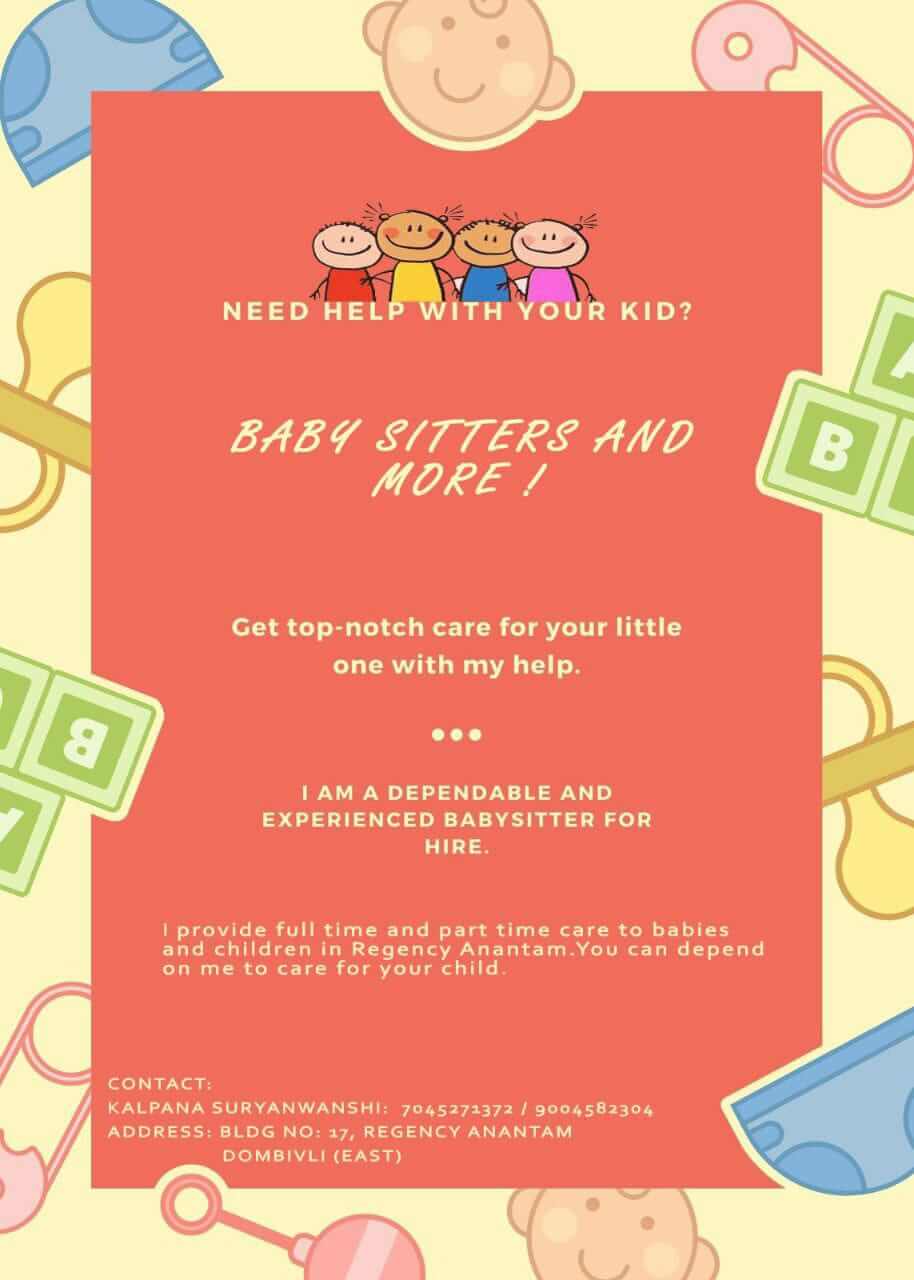 NEED HELP WITH YOUR KID?
BABY SITTERS AND
MORE !
Get top-notch care for your little
one with my help.
I AM A DEPENDABLE AND
EXPERIENCED BABYSITTER FOR
HIRE.
I provide full time and part time care to babies
and children in Regency Anantam.You can depend
on me to care for your child.
CONTACT:
KALPANA SURYANWANSHI: 7045271372 / 9004582304
ADDRESS: BLDG NO: 17, REGENCY ANANTAM
DOMBIVLI (EAST)
A
B
B
A